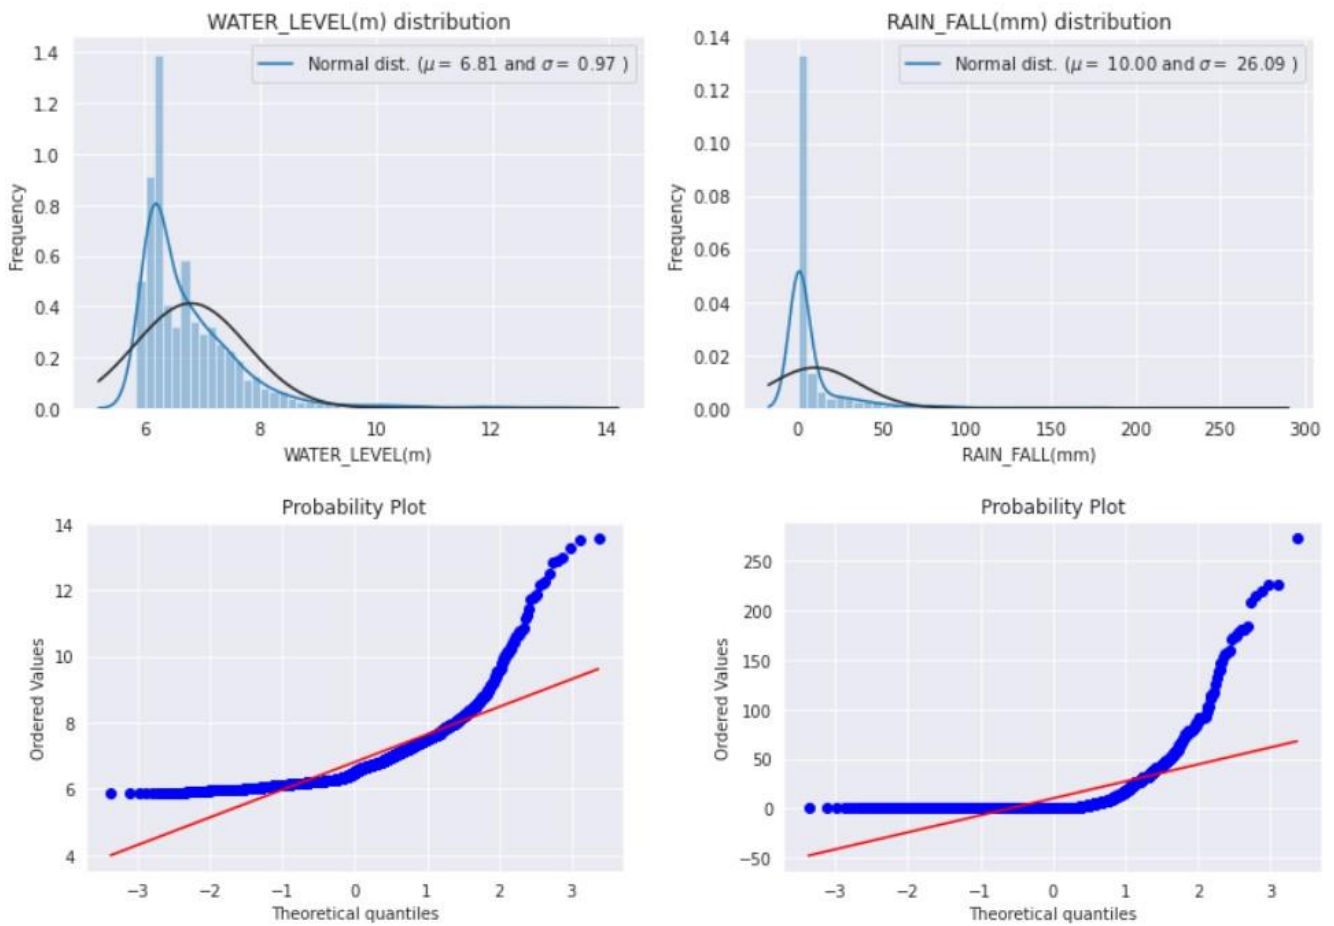 WATER_LEVEL(m) distribution
Normal dist. (μ = 6.81 and σ = 0.97 )
1.4
1.2
1.0
0.8
0.6
0.4
0.2
0.0
Frequency
6 8 10 12 14
WATER_LEVEL(m)
RAIN_FALL(mm) distribution
Normal dist. (μ = 10.00 and σ = 26.09 )
0.14
0.12
0.10
0.08
0.06
0.04
0.02
0.00
Frequency
0 50 100 150 200 250 300
RAIN_FALL(mm)
Probability Plot
14
12
10
8
6
4
Ordered Values
−3 −2 −1 0 1 2 3
Theoretical quantiles
Probability Plot
250
200
150
100
50
0
−50
Ordered Values
−3 −2 −1 0 1 2 3
Theoretical quantiles